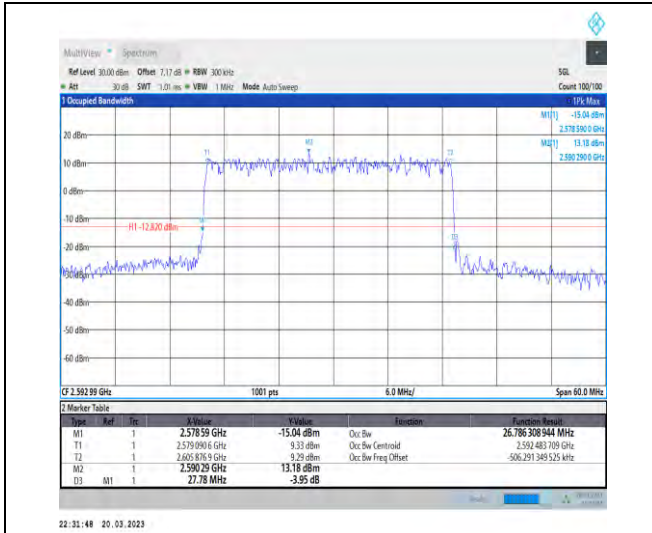 MultiView Spectrum
Ref Level 30.00 dBm Offset 7.17 dB RBW 300 kHz SGL
Att 30 dB SWT 1.01 ms VBW 1 MHz Mode Auto Sweep Count 100/100
1 Occupied Bandwidth 1Pk Max
M1[1] -15.04 dBm
2.578 590 0 GHz
M2[1] 13.18 dBm
2.590 290 0 GHz
20 dBm
M2
T1 T2
10 dBm
0 dBm
-10 dBm
H1 -12.820 dBm
-20 dBm
-30 dBm
-40 dBm
-50 dBm
-60 dBm
CF 2.592 99 GHz 1001 pts 6.0 MHz/ Span 60.0 MHz
2 Marker Table
Type Ref Trc X-Value Y-Value Function Function Result
M1 1 2.578 59 GHz -15.04 dBm Occ Bw 26.786 308 944 MHz
T1 1 2.579 090 6 GHz 9.33 dBm Occ Bw Centroid 2.592 483 709 GHz
T2 1 2.605 876 9 GHz 9.29 dBm Occ Bw Freq Offset -506.291 349 525 kHz
M2 1 2.590 29 GHz 13.18 dBm
D3 M1 1 27.78 MHz -3.95 dB
22:31:48 20.03.2023